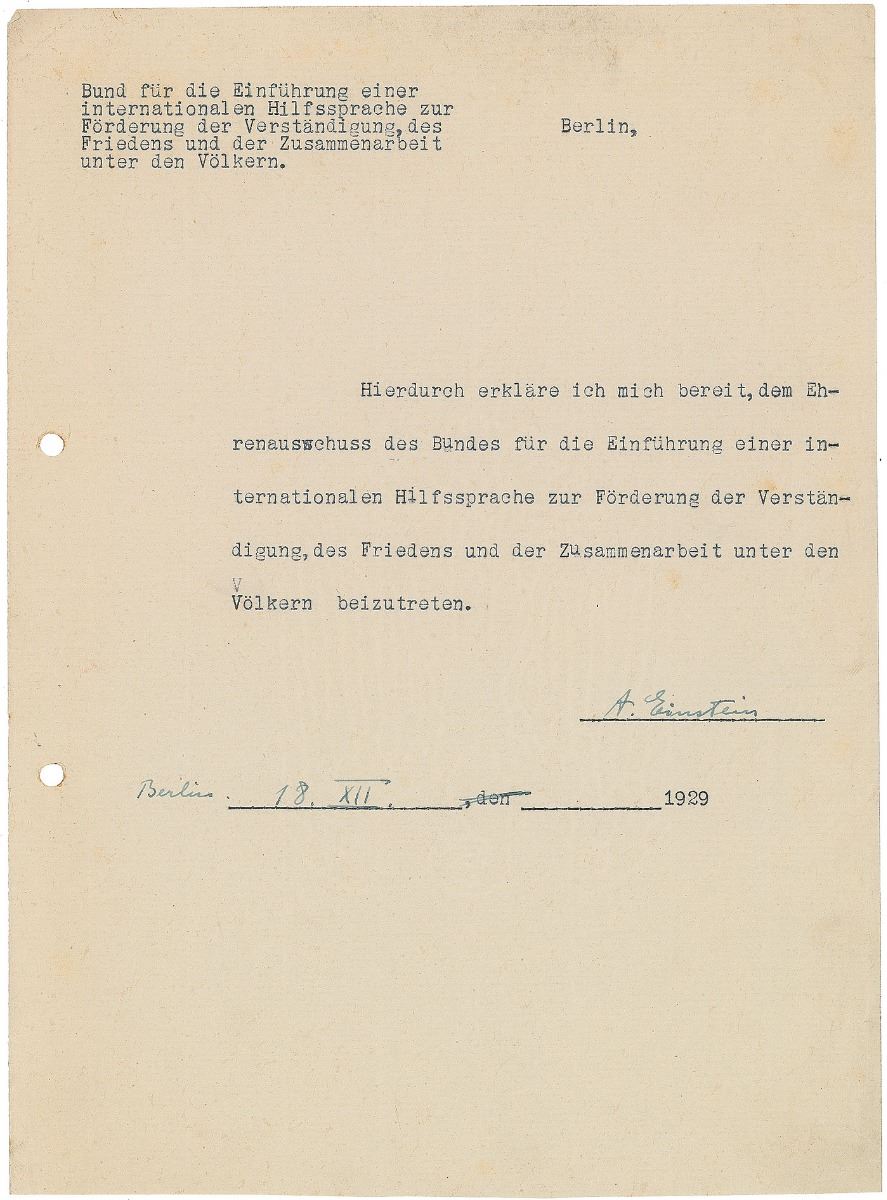 Bund für die Einführung einer
internationalen Hilfssprache zur
Förderung der Verständigung, des
Friedens und der Zusammenarbeit
unter den Völkern.
Berlin,
Hierdurch erkläre ich mich bereit, dem Eh-
renausschuss des Bundes für die Einführung einer in-
ternationalen Hilfssprache zur Förderung der Verstän-
digung, des Friedens und der Zusammenarbeit unter den
V
Völkern beizutreten.
A. Einstein
Berlin. 18. XII. , den 1929